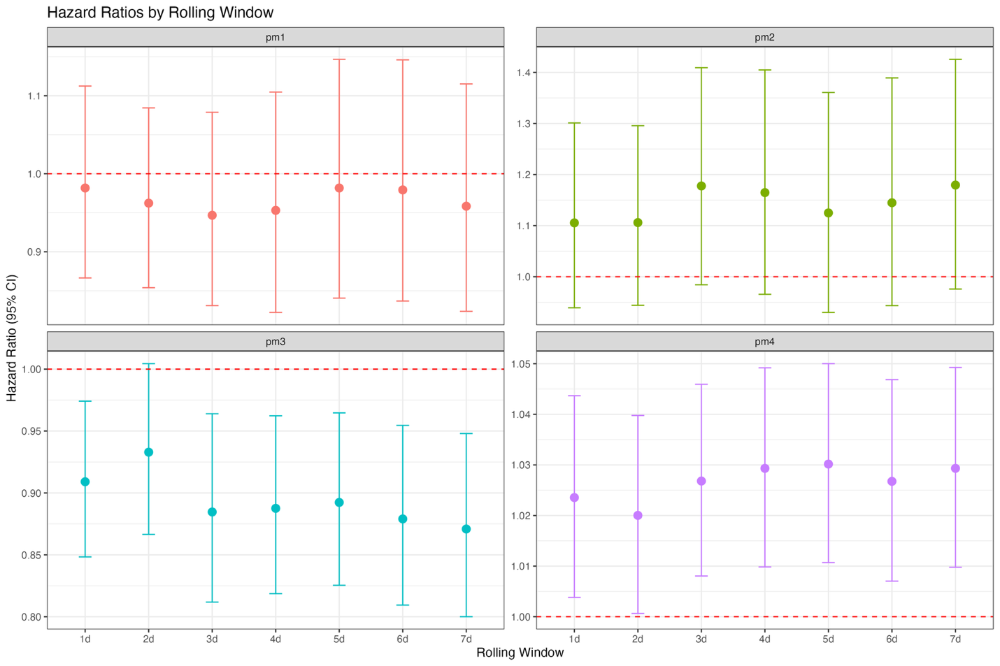 Hazard Ratios by Rolling Window
pm1
pm2
1.1
1.0
0.9
1.4
1.3
1.2
1.1
1.0
Hazard Ratio (95% CI)
pm3
pm4
1.00
0.95
0.90
0.85
0.80
1.05
1.04
1.03
1.02
1.01
1.00
1d 2d 3d 4d 5d 6d 7d
1d 2d 3d 4d 5d 6d 7d
Rolling Window